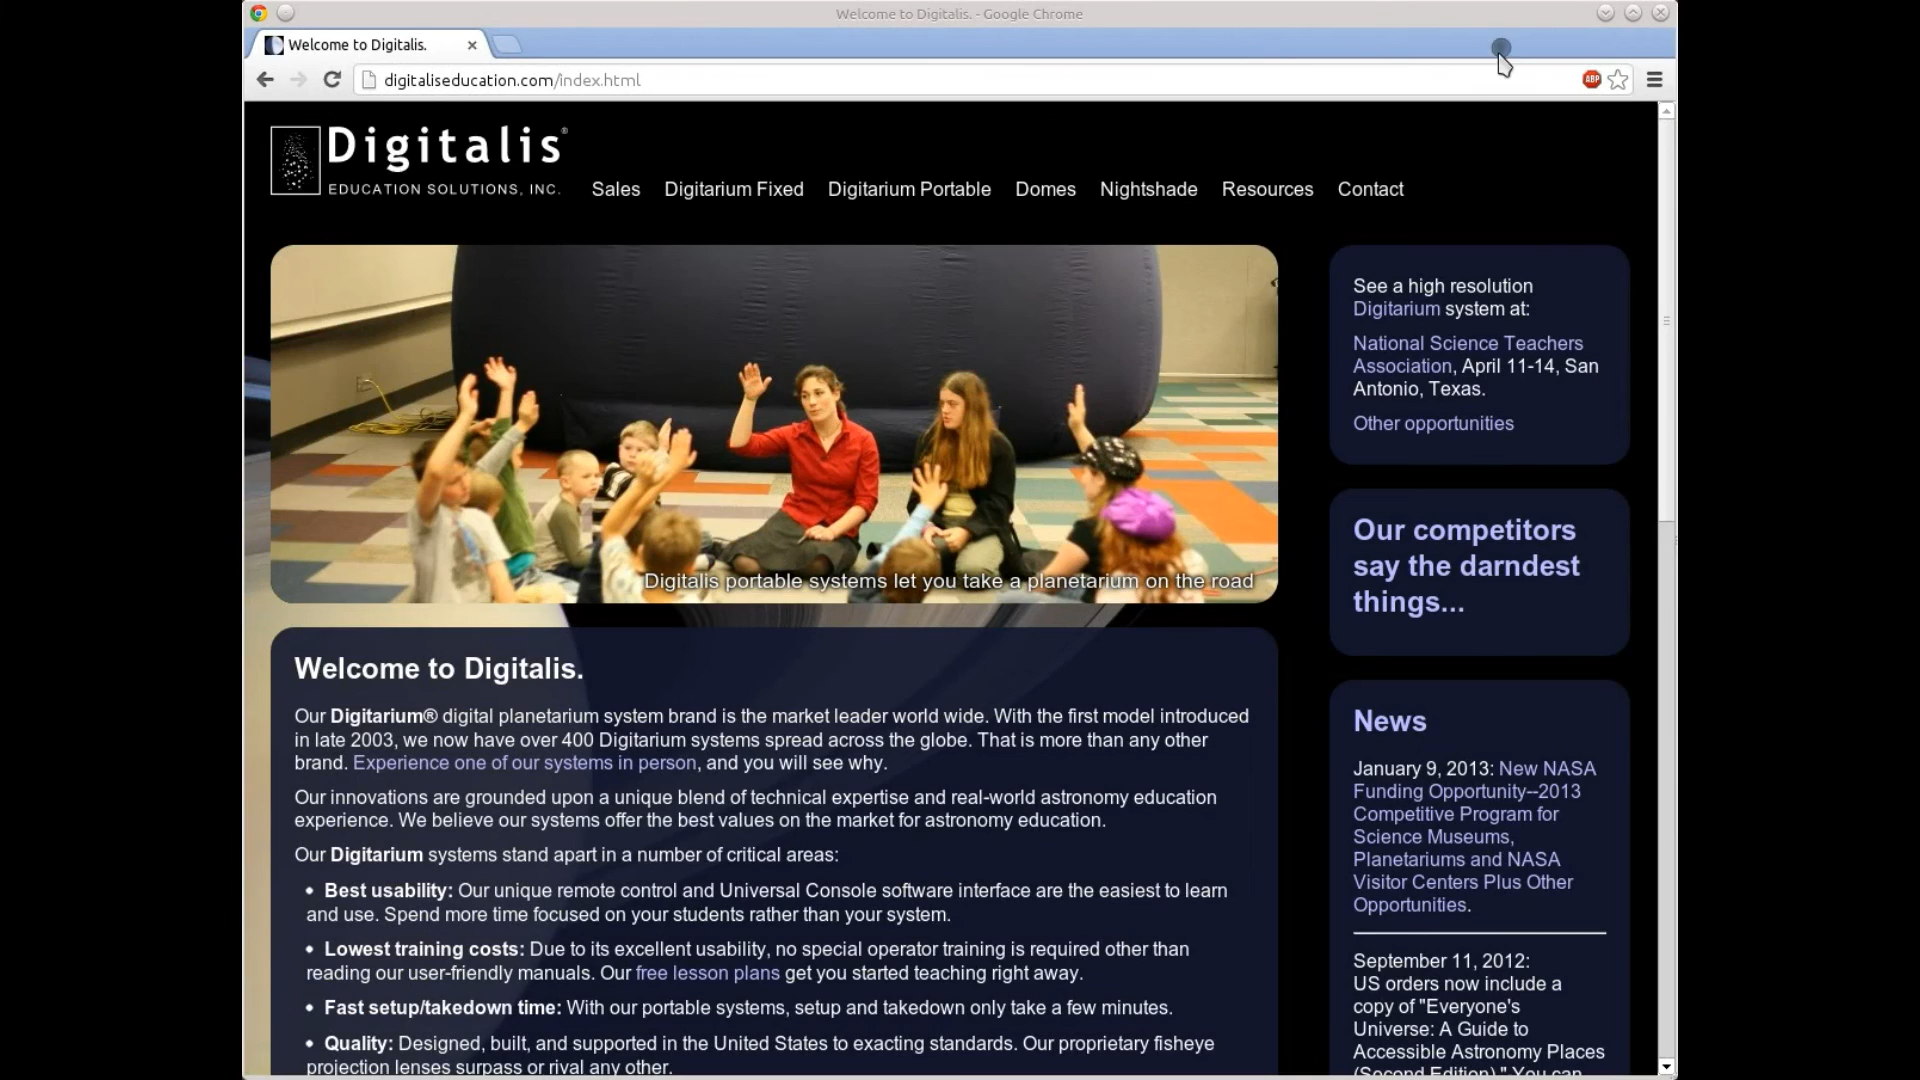 Welcome to Digitalis. - Google Chrome
Welcome to Digitalis.
digitaliseducation.com/index.html
ABP
Digitalis®
EDUCATION SOLUTIONS, INC.
Sales Digitarium Fixed Digitarium Portable Domes Nightshade Resources Contact
Digitalis portable systems let you take a planetarium on the road
Welcome to Digitalis.
Our Digitarium® digital planetarium system brand is the market leader world wide. With the first model introduced
in late 2003, we now have over 400 Digitarium systems spread across the globe. That is more than any other
brand. Experience one of our systems in person, and you will see why.
Our innovations are grounded upon a unique blend of technical expertise and real-world astronomy education
experience. We believe our systems offer the best values on the market for astronomy education.
Our Digitarium systems stand apart in a number of critical areas:
• Best usability: Our unique remote control and Universal Console software interface are the easiest to learn
and use. Spend more time focused on your students rather than your system.
• Lowest training costs: Due to its excellent usability, no special operator training is required other than
reading our user-friendly manuals. Our free lesson plans get you started teaching right away.
• Fast setup/takedown time: With our portable systems, setup and takedown only take a few minutes.
• Quality: Designed, built, and supported in the United States to exacting standards. Our proprietary fisheye
projection lenses surpass or rival any other.
See a high resolution
Digitarium system at:
National Science Teachers
Association, April 11-14, San
Antonio, Texas.
Other opportunities
Our competitors
say the darndest
things...
News
January 9, 2013: New NASA
Funding Opportunity--2013
Competitive Program for
Science Museums,
Planetariums and NASA
Visitor Centers Plus Other
Opportunities.
September 11, 2012:
US orders now include a
copy of "Everyone's
Universe: A Guide to
Accessible Astronomy Places
(Second Edition)." You can